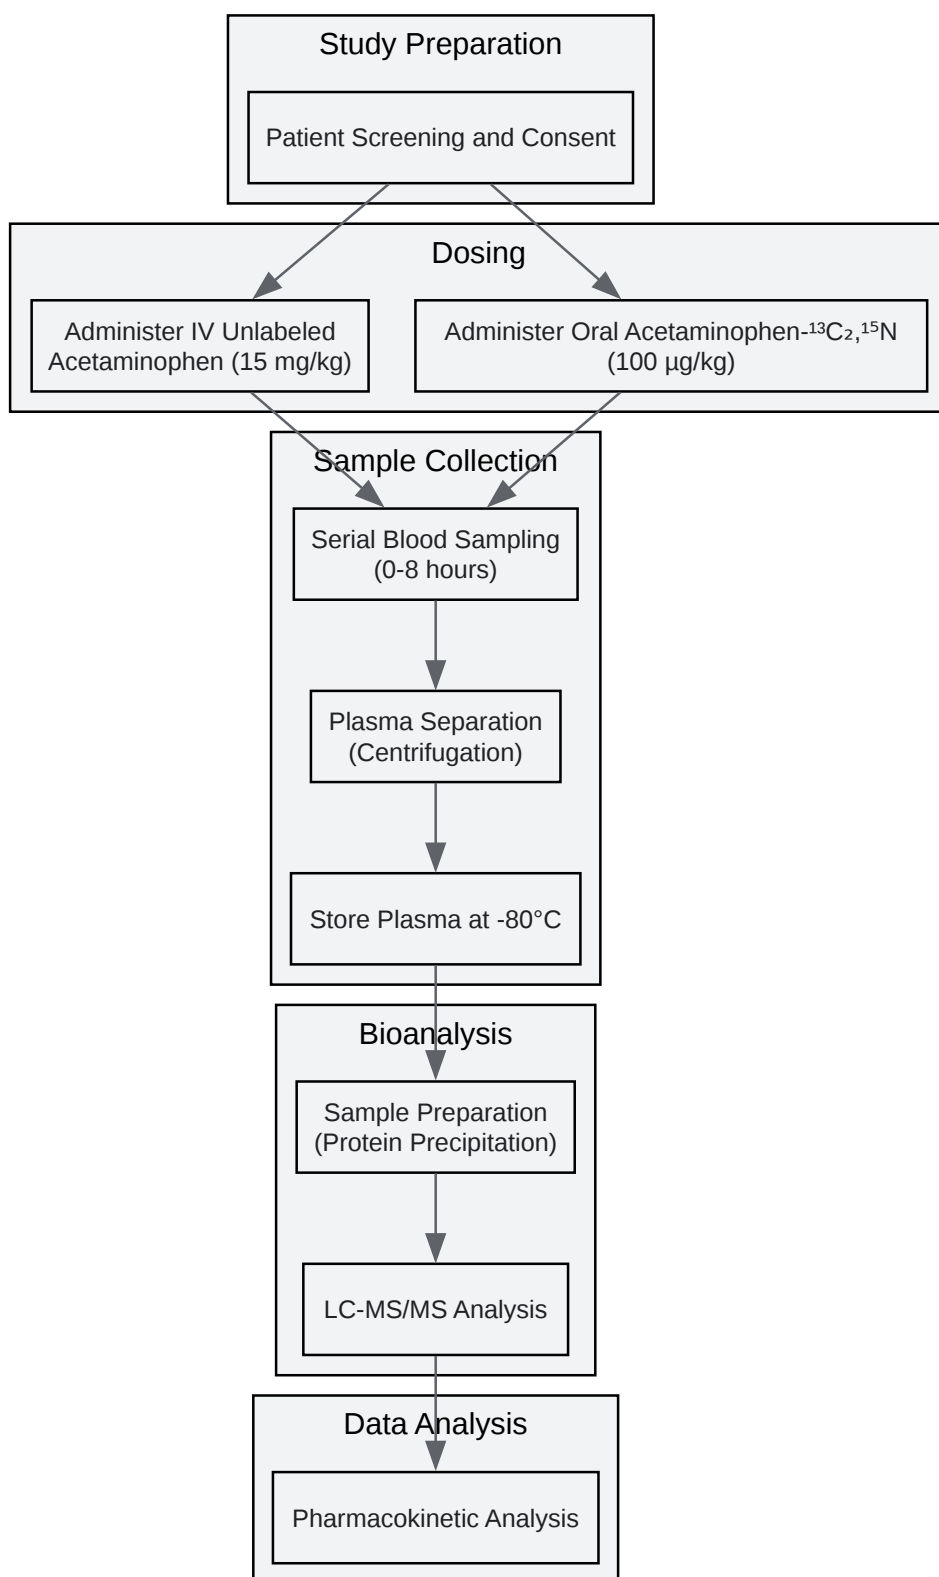 Study Preparation
Patient Screening and Consent
Dosing
Administer IV Unlabeled
Acetaminophen (15 mg/kg)
Administer Oral Acetaminophen-¹³C₂,¹⁵N
(100 µg/kg)
Sample Collection
Serial Blood Sampling
(0-8 hours)
Plasma Separation
(Centrifugation)
Store Plasma at -80°C
Bioanalysis
Sample Preparation
(Protein Precipitation)
LC-MS/MS Analysis
Data Analysis
Pharmacokinetic Analysis